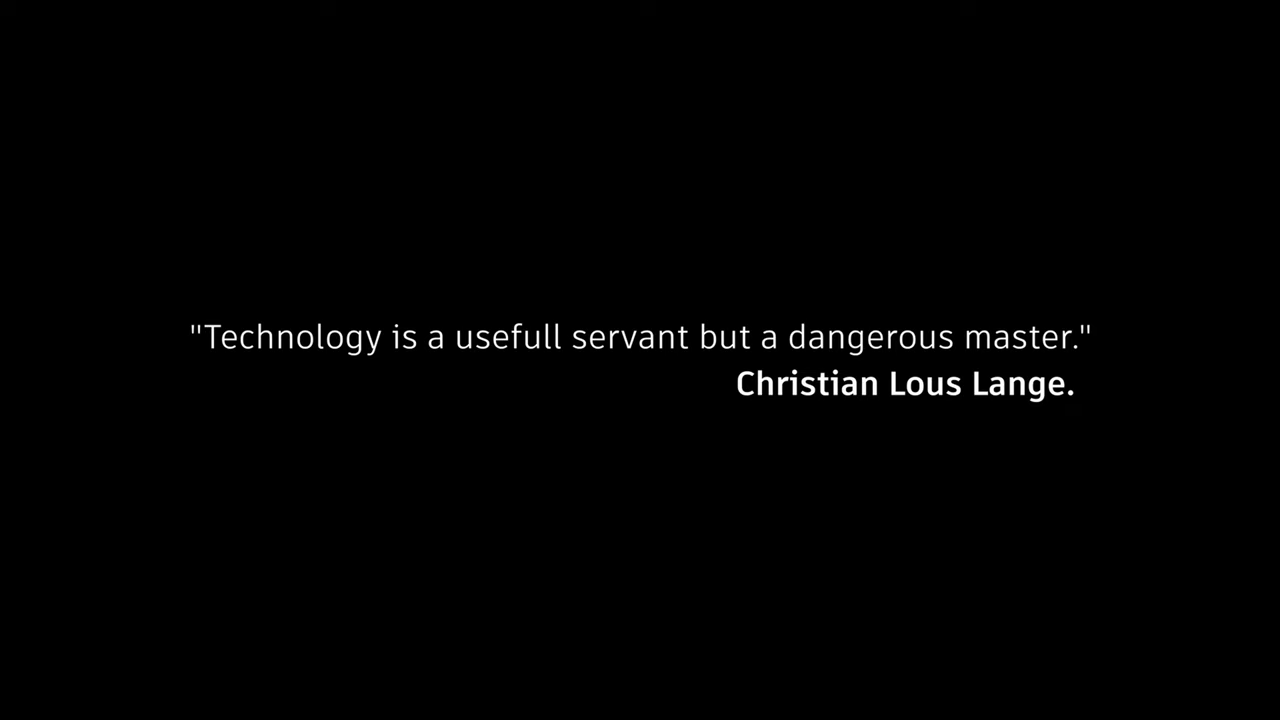 "Technology is a usefull servant but a dangerous master."
Christian Lous Lange.